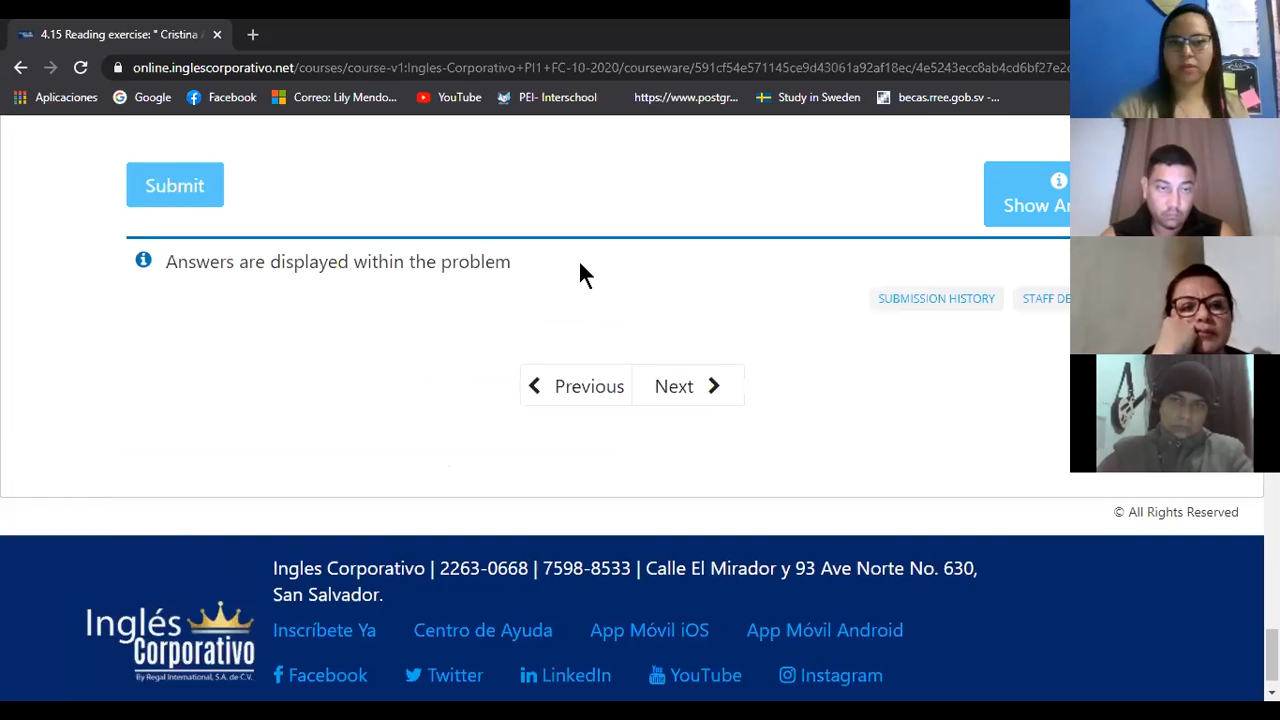 4.15 Reading exercise: " Cristina
online.inglescorporativo.net/courses/course-v1:Ingles-Corporativo+PI1+FC-10-2020/courseware/591cf54e571145ce9d43061a92af18ec/4e5243ecc8ab4cd6bf27e2c
Aplicaciones Google Facebook Correo: Lily Mendo... YouTube PEI- Interschool https://www.postgr... Study in Sweden becas.rree.gob.sv –...
Submit
Show
Answers are displayed within the problem
SUBMISSION HISTORY STAFF
Previous Next
© All Rights Reserved
Ingles Corporativo | 2263-0668 | 7598-8533 | Calle El Mirador y 93 Ave Norte No. 630,
San Salvador.
Inglés
Corporativo
By Regal International, S.A. de C.V.
Inscríbete Ya Centro de Ayuda App Móvil iOS App Móvil Android
Facebook Twitter LinkedIn YouTube Instagram